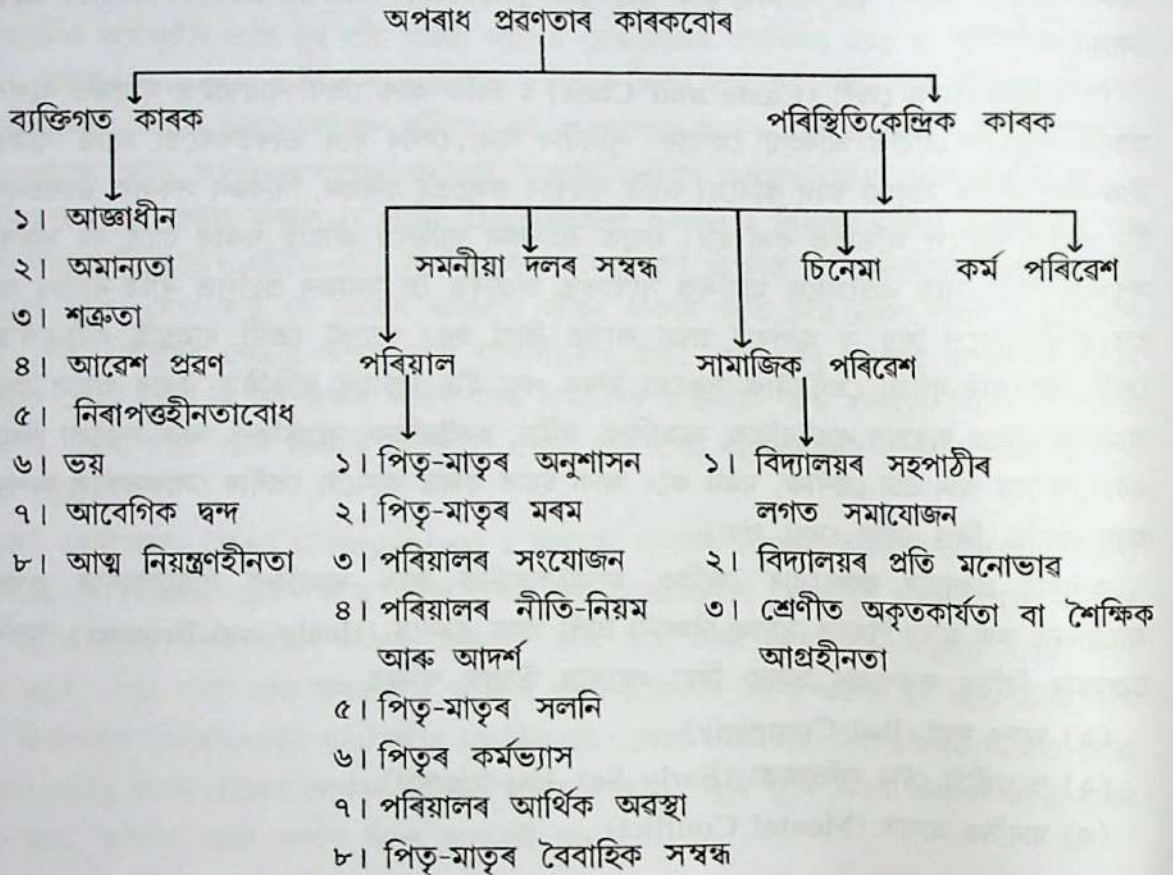 অপৰাধ প্ৰৱণতাৰ কাৰকবোৰ
ব্যক্তিগত কাৰক
পৰিস্থিতিকেন্দ্ৰিক কাৰক
১। আজ্ঞাধীন
২। অমান্যতা
৩। শত্ৰুতা
৪। আৱেশ প্ৰৱণ
৫। নিৰাপত্তহীনতাবোধ
৬। ভয়
৭। আবেগিক দ্বন্দ
৮। আত্ম নিয়ন্ত্ৰণহীনতা
সমনীয়া দলৰ সম্বন্ধ
চিনেমা
কৰ্ম পৰিৱেশ
পৰিয়াল
১। পিতৃ-মাতৃৰ অনুশাসন
২। পিতৃ-মাতৃৰ মৰম
৩। পৰিয়ালৰ সংযোজন
৪। পৰিয়ালৰ নীতি-নিয়ম
আৰু আদৰ্শ
৫। পিতৃ-মাতৃৰ সলনি
৬। পিতৃৰ কৰ্মভ্যাস
৭। পৰিয়ালৰ আৰ্থিক অৱস্থা
৮। পিতৃ-মাতৃৰ বৈবাহিক সম্বন্ধ
সামাজিক পৰিৱেশ
১। বিদ্যালয়ৰ সহপাঠীৰ
লগত সমাযোজন
২। বিদ্যালয়ৰ প্ৰতি মনোভাৱ
৩। শ্ৰেণীত অকৃতকাৰ্যতা বা শৈক্ষিক
আগ্ৰহীনতা